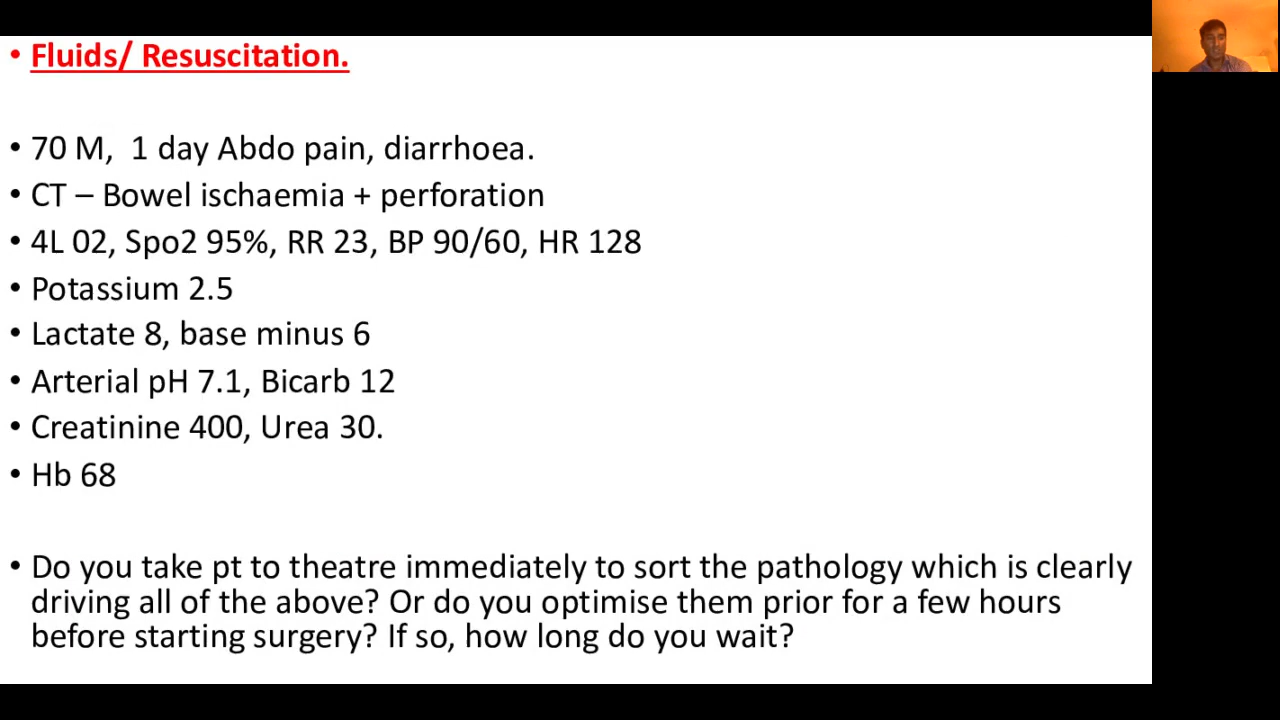 • Fluids/ Resuscitation.
• 70 M, 1 day Abdo pain, diarrhoea.
• CT – Bowel ischaemia + perforation
• 4L 02, Spo2 95%, RR 23, BP 90/60, HR 128
• Potassium 2.5
• Lactate 8, base minus 6
• Arterial pH 7.1, Bicarb 12
• Creatinine 400, Urea 30.
• Hb 68
• Do you take pt to theatre immediately to sort the pathology which is clearly
driving all of the above? Or do you optimise them prior for a few hours
before starting surgery? If so, how long do you wait?